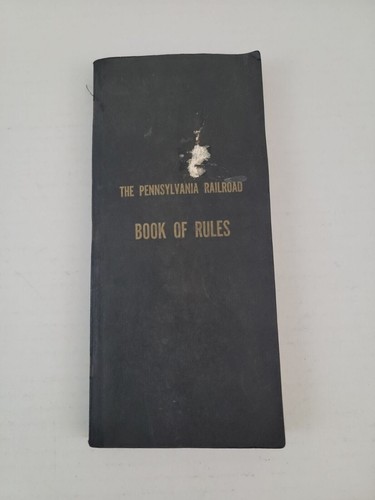 THE PENNSYLVANIA RAILROAD
BOOK OF RULES